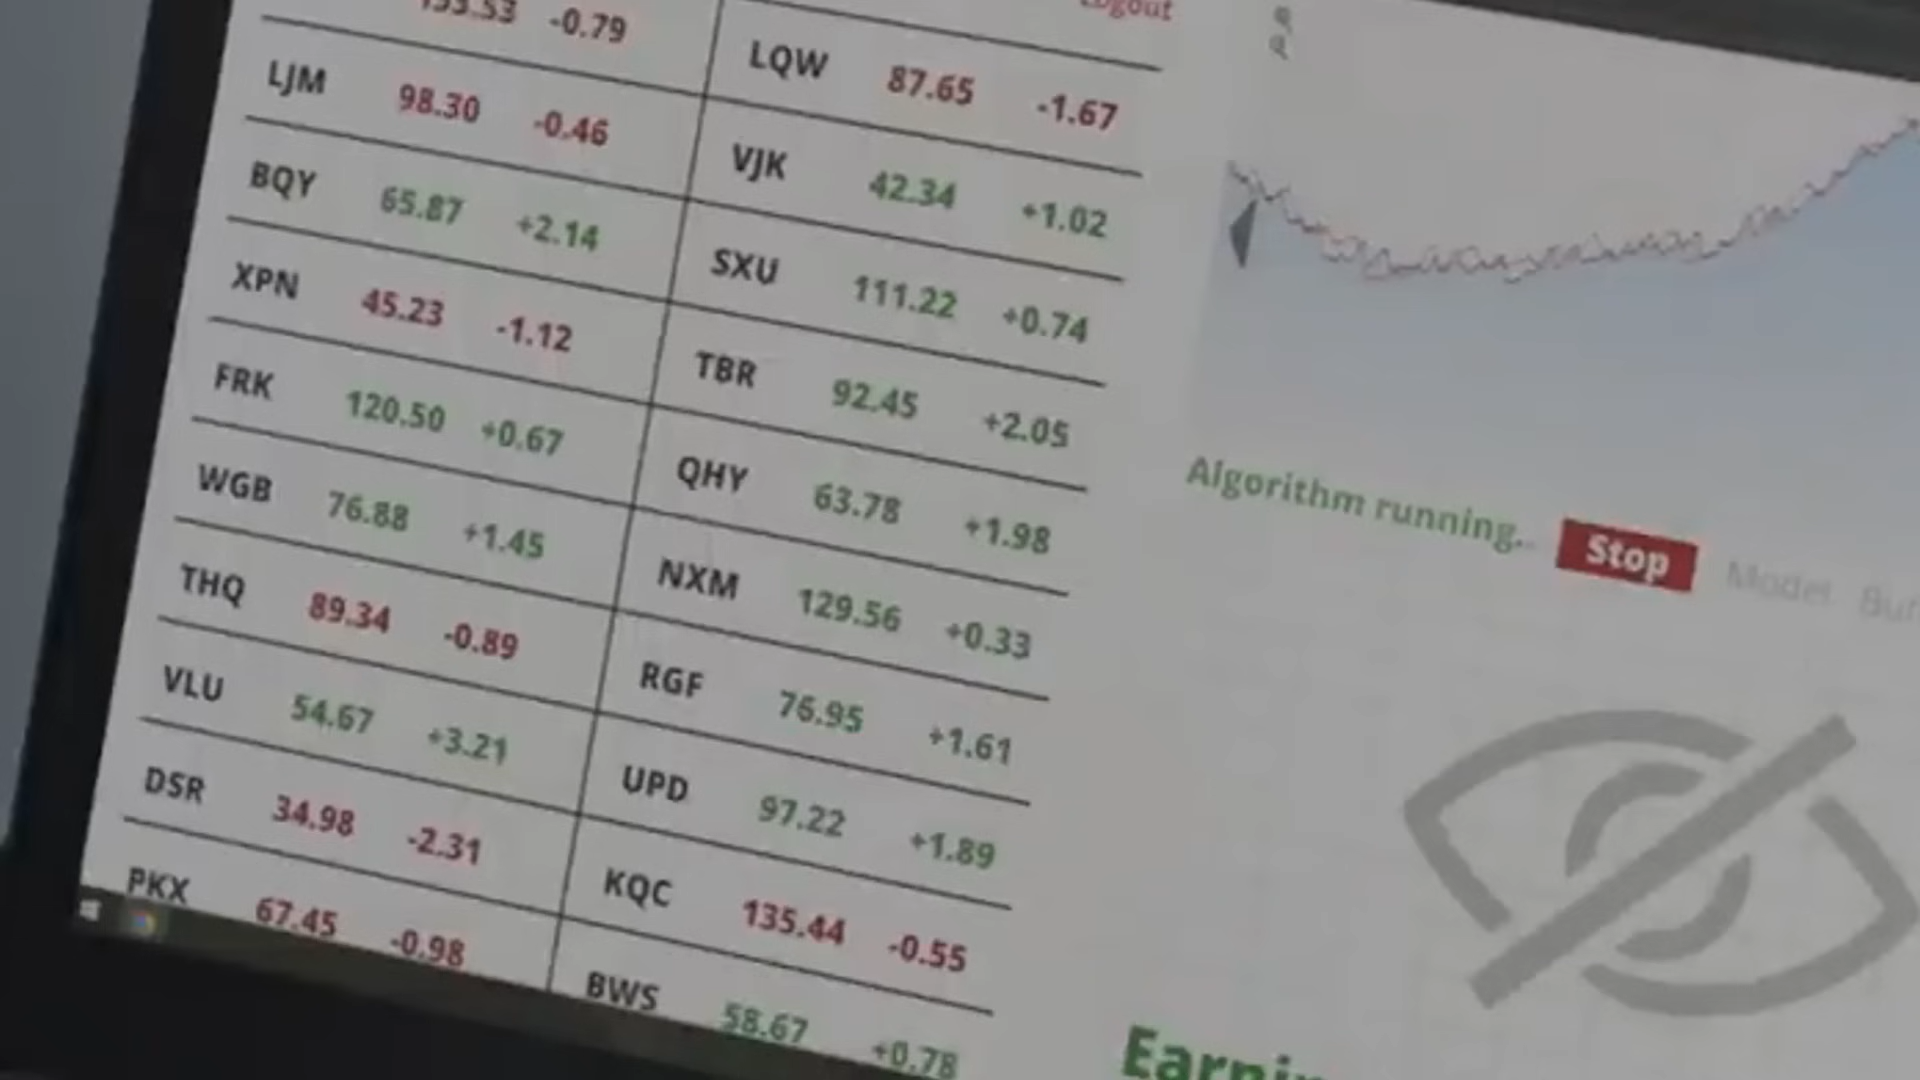 -0.79
LJM 98.30 -0.46
BQY 65.87 +2.14
XPN 45.23 -1.12
FRK 120.50 +0.67
WGB 76.88 +1.45
THQ 89.34 -0.89
VLU 54.67 +3.21
DSR 34.98 -2.31
PKX 67.45 -0.98
Logout
LQW 87.65 -1.67
VJK 42.34 +1.02
SXU 111.22 +0.74
TBR 92.45 +2.05
QHY 63.78 +1.98
NXM 129.56 +0.33
RGF 76.95 +1.61
UPD 97.22 +1.89
KQC 135.44 -0.55
BWS 58.67 +0.78
Algorithm running.. Stop Model